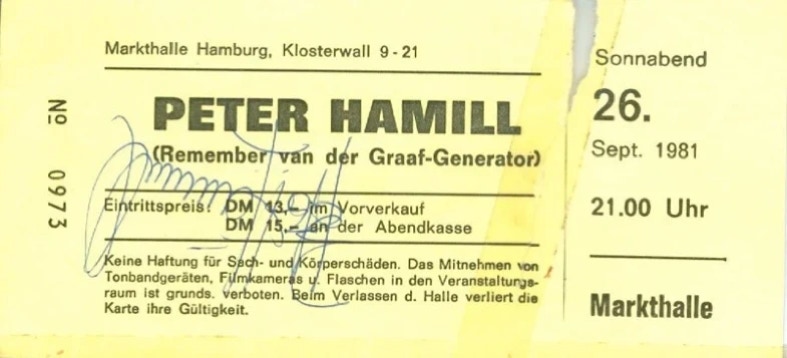 Markthalle Hamburg, Klosterwall 9 - 21
PETER HAMILL
(Remember van der Graaf-Generator)
Eintrittspreis: DM 13,– im Vorverkauf
DM 15,– an der Abendkasse
Keine Haftung für Sach- und Körperschäden. Das Mitnehmen von
Tonbandgeräten, Filmkameras u. Flaschen in den Veranstaltungs-
raum ist grunds. verboten. Beim Verlassen d. Halle verliert die
Karte ihre Gültigkeit.
No 0973
Sonnabend
26.
Sept. 1981
21.00 Uhr
Markthalle